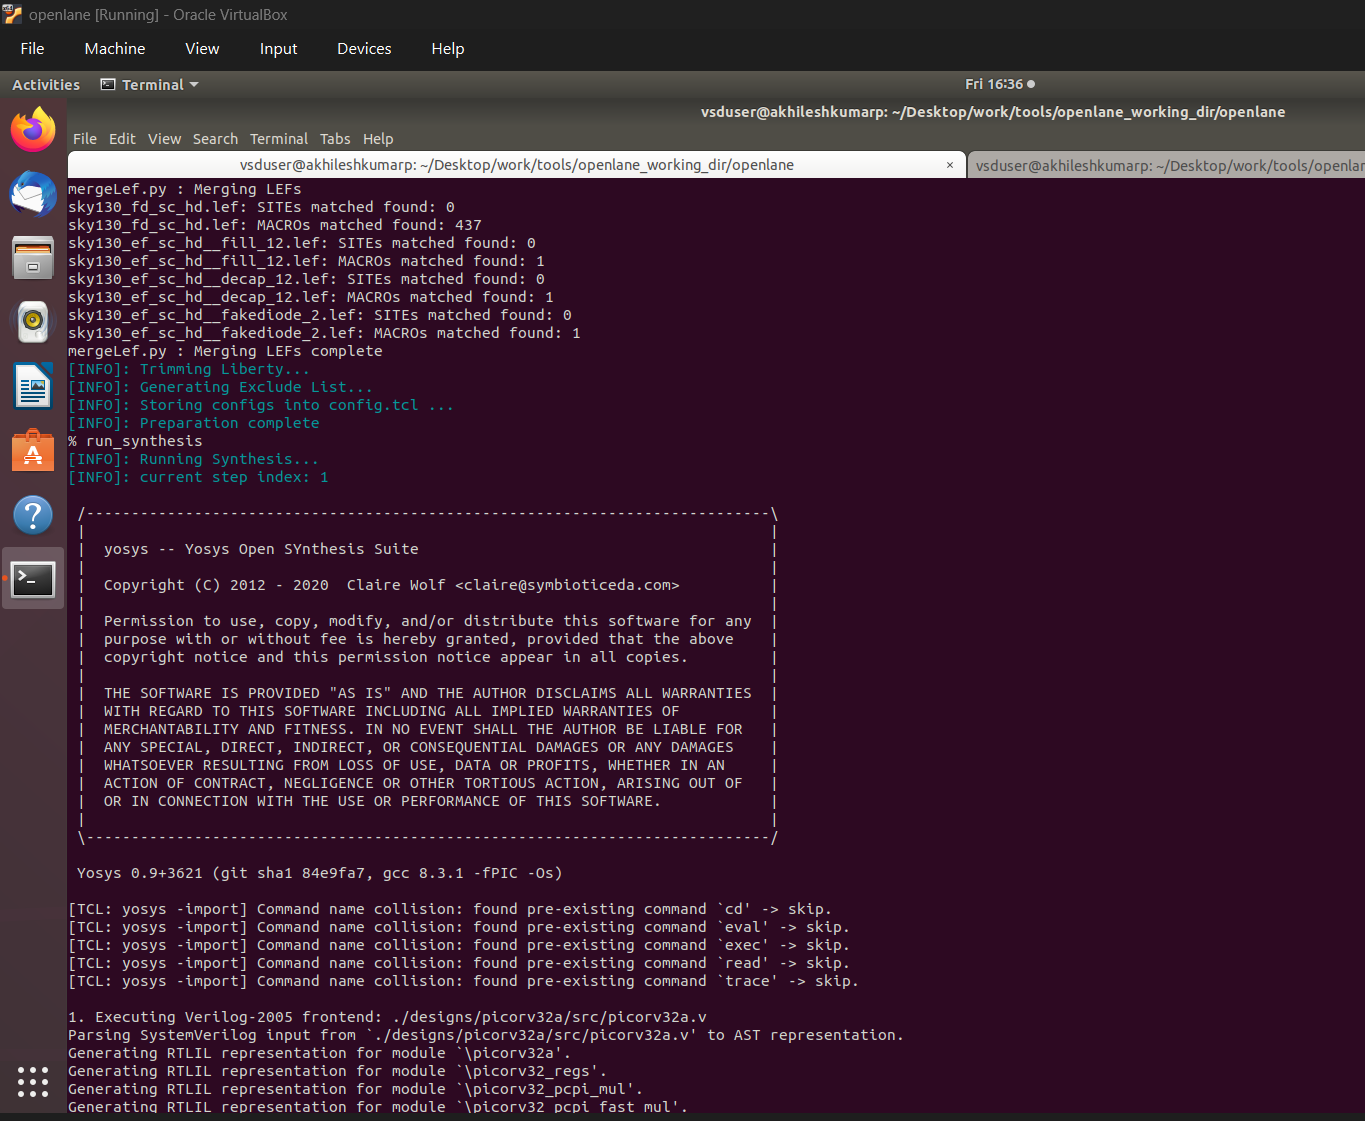 openlane [Running] - Oracle VirtualBox
File Machine View Input Devices Help
Activities Terminal Fri 16:36
vsduser@akhileshkumarp: ~/Desktop/work/tools/openlane_working_dir/openlane
File Edit View Search Terminal Tabs Help
vsduser@akhileshkumarp: ~/Desktop/work/tools/openlane_working_dir/openlane × vsduser@akhileshkumarp: ~/Desktop/work/tools/openlan
mergeLef.py : Merging LEFs
sky130_fd_sc_hd.lef: SITEs matched found: 0
sky130_fd_sc_hd.lef: MACROs matched found: 437
sky130_ef_sc_hd__fill_12.lef: SITEs matched found: 0
sky130_ef_sc_hd__fill_12.lef: MACROs matched found: 1
sky130_ef_sc_hd__decap_12.lef: SITEs matched found: 0
sky130_ef_sc_hd__decap_12.lef: MACROs matched found: 1
sky130_ef_sc_hd__fakediode_2.lef: SITEs matched found: 0
sky130_ef_sc_hd__fakediode_2.lef: MACROs matched found: 1
mergeLef.py : Merging LEFs complete
[INFO]: Trimming Liberty...
[INFO]: Generating Exclude List...
[INFO]: Storing configs into config.tcl ...
[INFO]: Preparation complete
% run_synthesis
[INFO]: Running Synthesis...
[INFO]: current step index: 1
/----------------------------------------------------------------------------\
|                                                                            |
|  yosys -- Yosys Open SYnthesis Suite                                       |
|                                                                            |
|  Copyright (C) 2012 - 2020  Claire Wolf <claire@symbioticeda.com>          |
|                                                                            |
|  Permission to use, copy, modify, and/or distribute this software for any  |
|  purpose with or without fee is hereby granted, provided that the above    |
|  copyright notice and this permission notice appear in all copies.         |
|                                                                            |
|  THE SOFTWARE IS PROVIDED "AS IS" AND THE AUTHOR DISCLAIMS ALL WARRANTIES  |
|  WITH REGARD TO THIS SOFTWARE INCLUDING ALL IMPLIED WARRANTIES OF          |
|  MERCHANTABILITY AND FITNESS. IN NO EVENT SHALL THE AUTHOR BE LIABLE FOR   |
|  ANY SPECIAL, DIRECT, INDIRECT, OR CONSEQUENTIAL DAMAGES OR ANY DAMAGES    |
|  WHATSOEVER RESULTING FROM LOSS OF USE, DATA OR PROFITS, WHETHER IN AN     |
|  ACTION OF CONTRACT, NEGLIGENCE OR OTHER TORTIOUS ACTION, ARISING OUT OF   |
|  OR IN CONNECTION WITH THE USE OR PERFORMANCE OF THIS SOFTWARE.            |
|                                                                            |
\----------------------------------------------------------------------------/
Yosys 0.9+3621 (git sha1 84e9fa7, gcc 8.3.1 -fPIC -Os)
[TCL: yosys -import] Command name collision: found pre-existing command `cd' -> skip.
[TCL: yosys -import] Command name collision: found pre-existing command `eval' -> skip.
[TCL: yosys -import] Command name collision: found pre-existing command `exec' -> skip.
[TCL: yosys -import] Command name collision: found pre-existing command `read' -> skip.
[TCL: yosys -import] Command name collision: found pre-existing command `trace' -> skip.
1. Executing Verilog-2005 frontend: ./designs/picorv32a/src/picorv32a.v
Parsing SystemVerilog input from `./designs/picorv32a/src/picorv32a.v' to AST representation.
Generating RTLIL representation for module `\picorv32a'.
Generating RTLIL representation for module `\picorv32_regs'.
Generating RTLIL representation for module `\picorv32_pcpi_mul'.
Generating RTLIL representation for module `\picorv32_pcpi_fast_mul'.